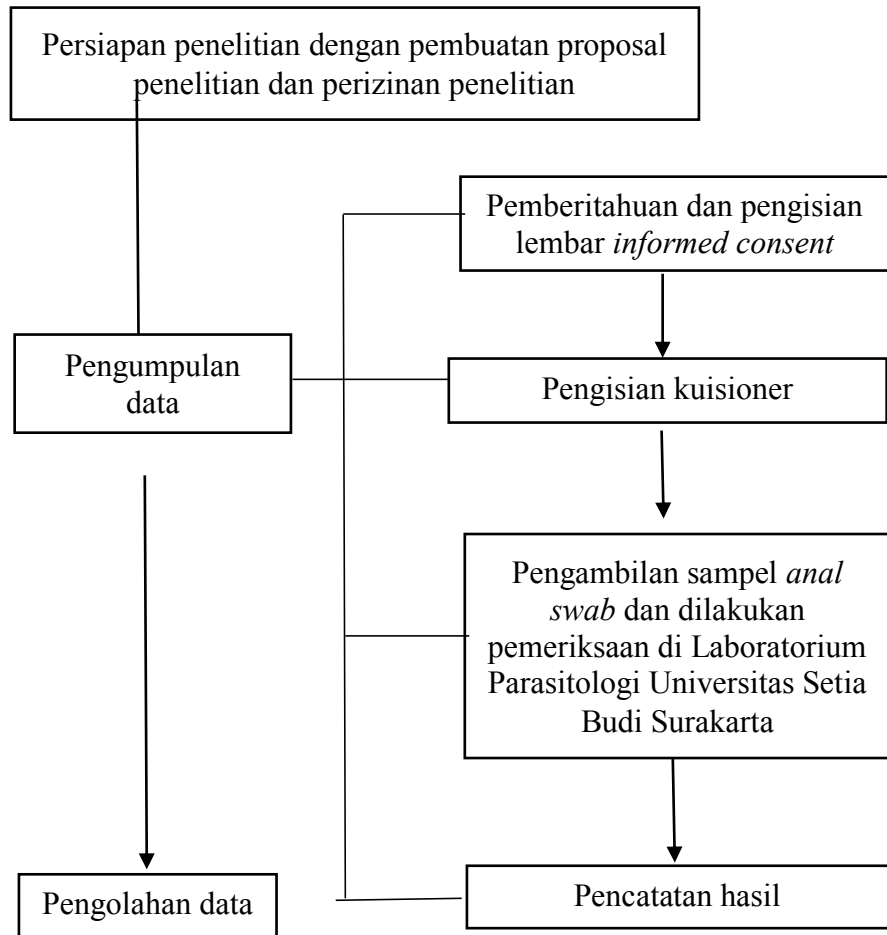 Persiapan penelitian dengan pembuatan proposal
penelitian dan perizinan penelitian
Pemberitahuan dan pengisian
lembar informed consent
Pengumpulan
data
Pengisian kuisioner
Pengambilan sampel anal
swab dan dilakukan
pemeriksaan di Laboratorium
Parasitologi Universitas Setia
Budi Surakarta
Pengolahan data
Pencatatan hasil